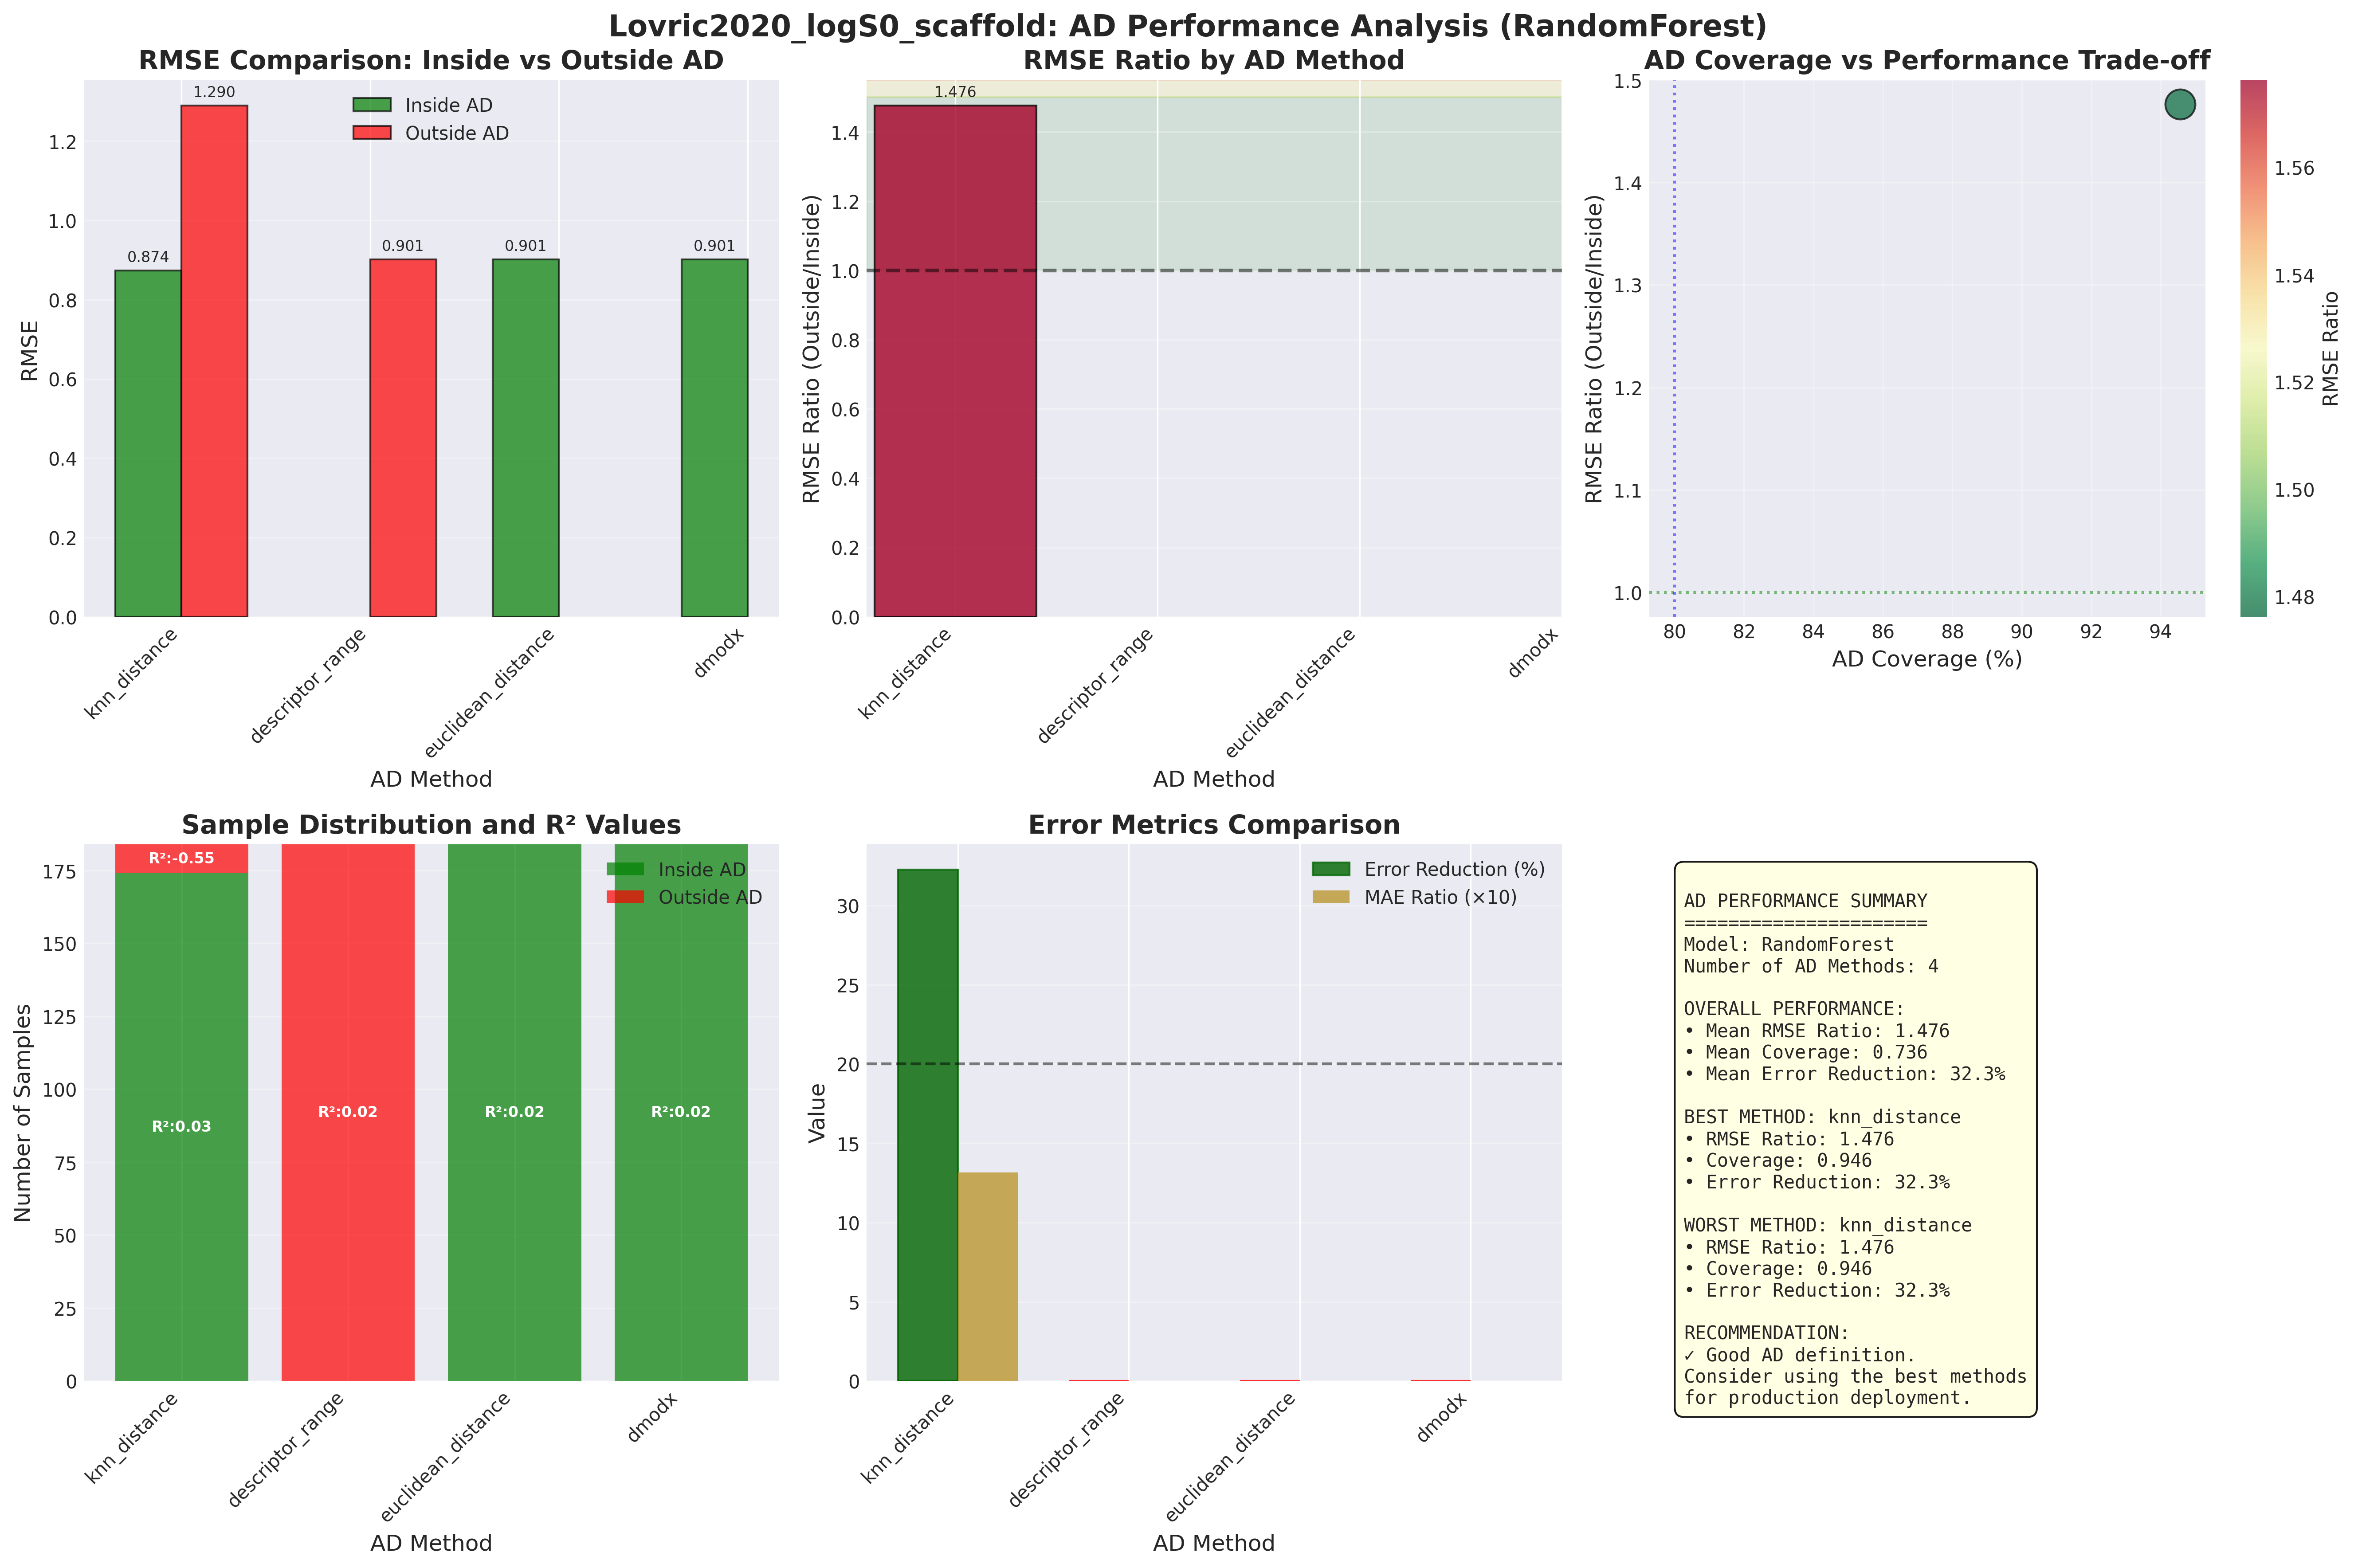 Lovric2020_logS0_scaffold: AD Performance Analysis (RandomForest)
RMSE Comparison: Inside vs Outside AD
1.290
0.874
0.901
0.901
0.901
Inside AD
Outside AD
RMSE
1.2
1.0
0.8
0.6
0.4
0.2
0.0
knn_distance
descriptor_range
euclidean_distance
dmodx
AD Method
RMSE Ratio by AD Method
1.476
RMSE Ratio (Outside/Inside)
1.4
1.2
1.0
0.8
0.6
0.4
0.2
0.0
knn_distance
descriptor_range
euclidean_distance
dmodx
AD Method
AD Coverage vs Performance Trade-off
RMSE Ratio (Outside/Inside)
1.5
1.4
1.3
1.2
1.1
1.0
80
82
84
86
88
90
92
94
AD Coverage (%)
1.56
1.54
1.52
1.50
1.48
RMSE Ratio
Sample Distribution and R² Values
R²:-0.55
R²:0.03
R²:0.02
R²:0.02
R²:0.02
Inside AD
Outside AD
Number of Samples
175
150
125
100
75
50
25
0
knn_distance
descriptor_range
euclidean_distance
dmodx
AD Method
Error Metrics Comparison
Error Reduction (%)
MAE Ratio (×10)
Value
30
25
20
15
10
5
0
knn_distance
descriptor_range
euclidean_distance
dmodx
AD Method
AD PERFORMANCE SUMMARY
======================
Model: RandomForest
Number of AD Methods: 4
OVERALL PERFORMANCE:
• Mean RMSE Ratio: 1.476
• Mean Coverage: 0.736
• Mean Error Reduction: 32.3%
BEST METHOD: knn_distance
• RMSE Ratio: 1.476
• Coverage: 0.946
• Error Reduction: 32.3%
WORST METHOD: knn_distance
• RMSE Ratio: 1.476
• Coverage: 0.946
• Error Reduction: 32.3%
RECOMMENDATION:
✓ Good AD definition.
Consider using the best methods
for production deployment.